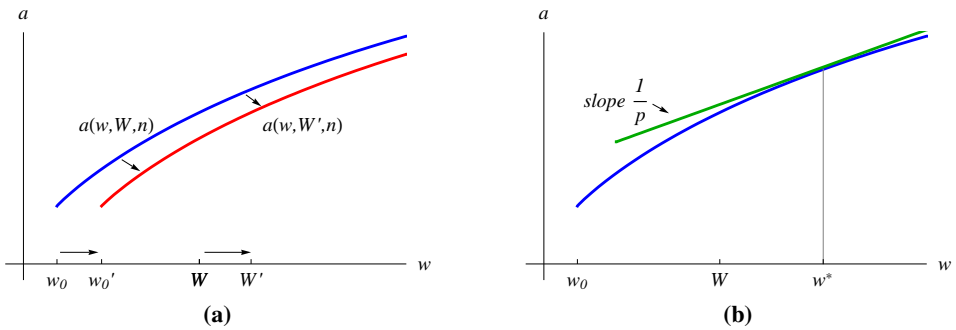 a
a(w,W,n)
a(w,W′,n)
w
w₀
w₀′
W
W′
(a)
a
slope 1/p
w
w₀
W
w*
(b)